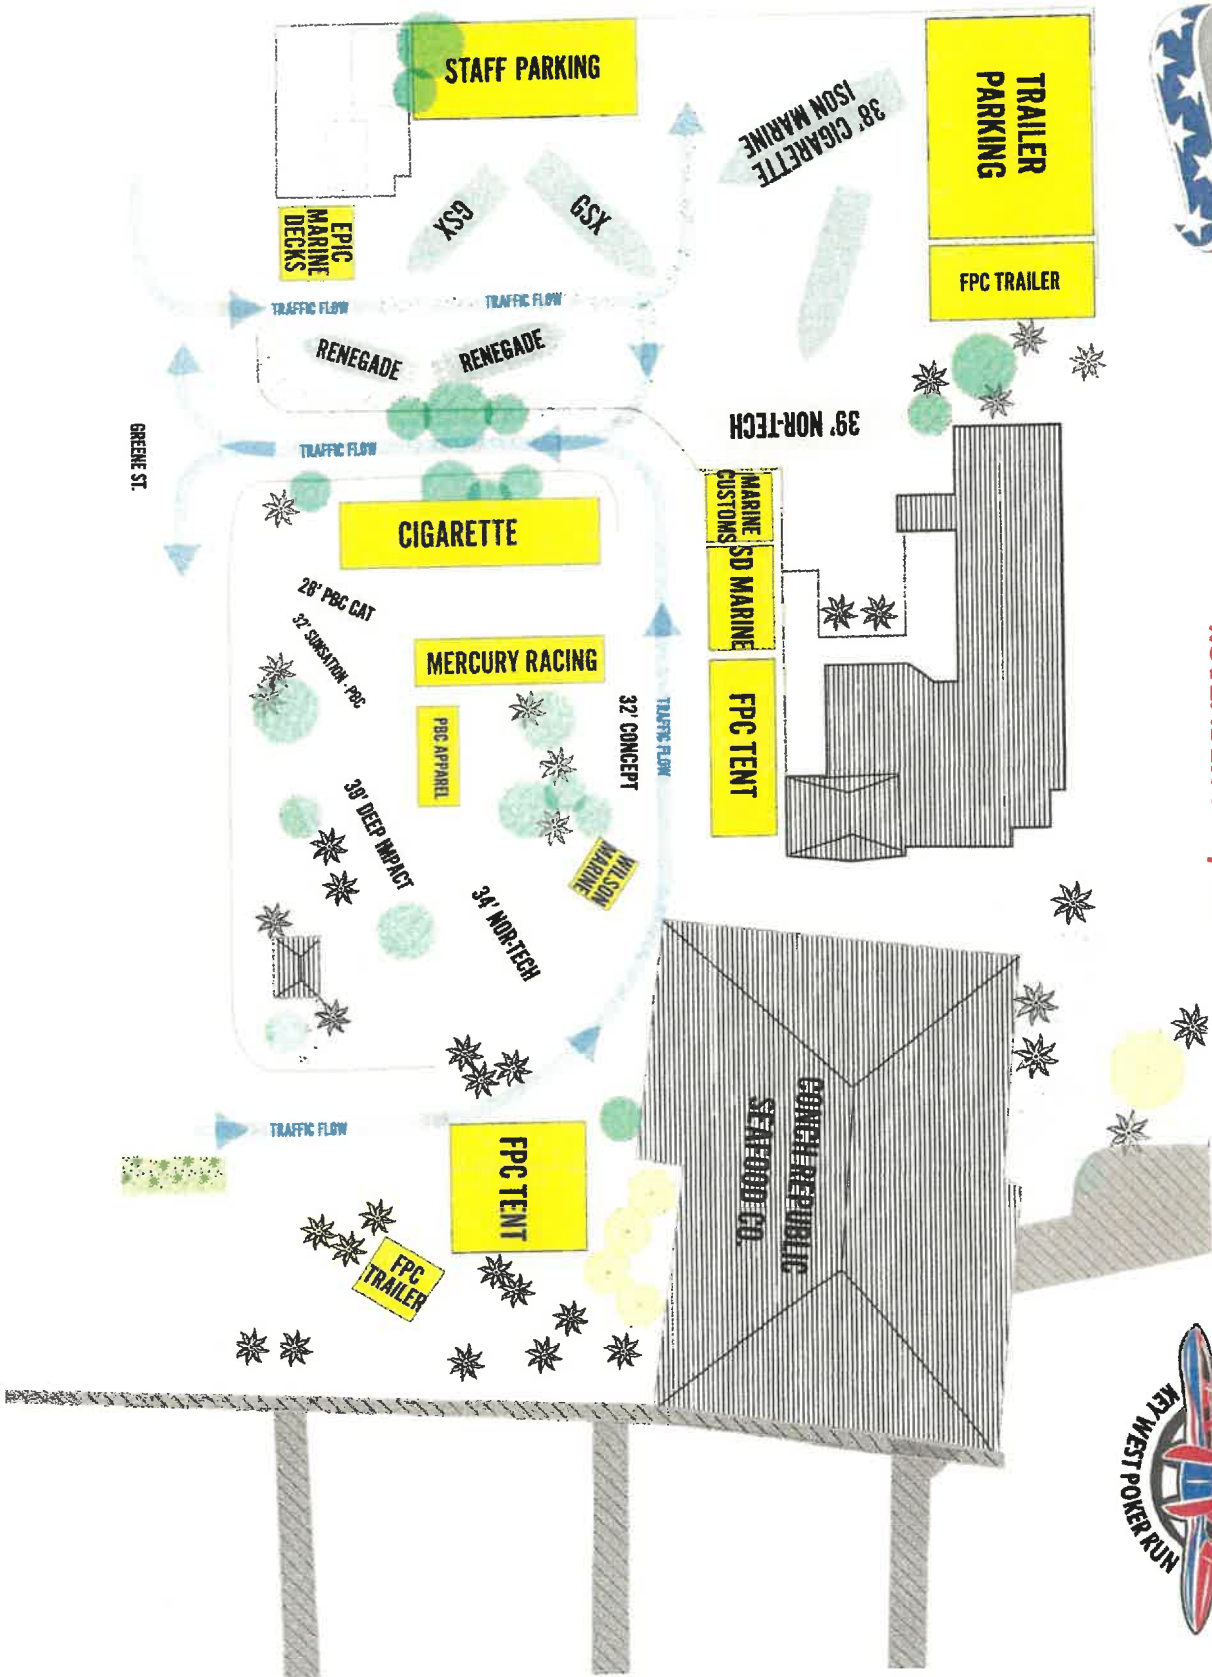 STAFF PARKING
TRAILER
PARKING
38' CIGARETTE
ISON MARINE
GSX
GSX
EPIC
MARINE
DECKS
FPC TRAILER
TRAFFIC FLOW
TRAFFIC FLOW
RENEGADE
RENEGADE
39' NOR-TECH
GREENE ST.
TRAFFIC FLOW
MARINE
CUSTOMS
CIGARETTE
SD MARINE
28' PBC CAT
32' SUNSATION - PBC
MERCURY RACING
FPC TENT
TRAFFIC FLOW
32' CONCEPT
PBC APPAREL
39' DEEP IMPACT
WILSON
MARINE
34' NOR-TECH
CONCH REPUBLIC
SEAFOOD CO.
TRAFFIC FLOW
FPC TENT
FPC
TRAILER
KEY WEST POKER RUN